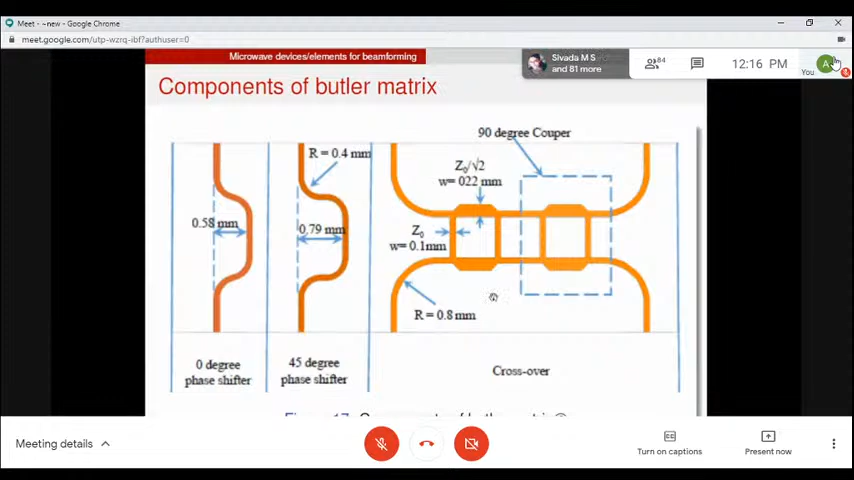 Meet - ~new - Google Chrome
meet.google.com/utp-wzrq-ibf?authuser=0
Microwave devices/elements for beamforming
Sivada M S
and 81 more
84
12:16 PM
You
A
Components of butler matrix
90 degree Couper
R = 0.4 mm
Z₀/√2
w= 022 mm
0.58 mm
0.79 mm
Z₀
w= 0.1mm
R = 0.8 mm
0 degree
phase shifter
45 degree
phase shifter
Cross-over
Meeting details
Turn on captions
Present now